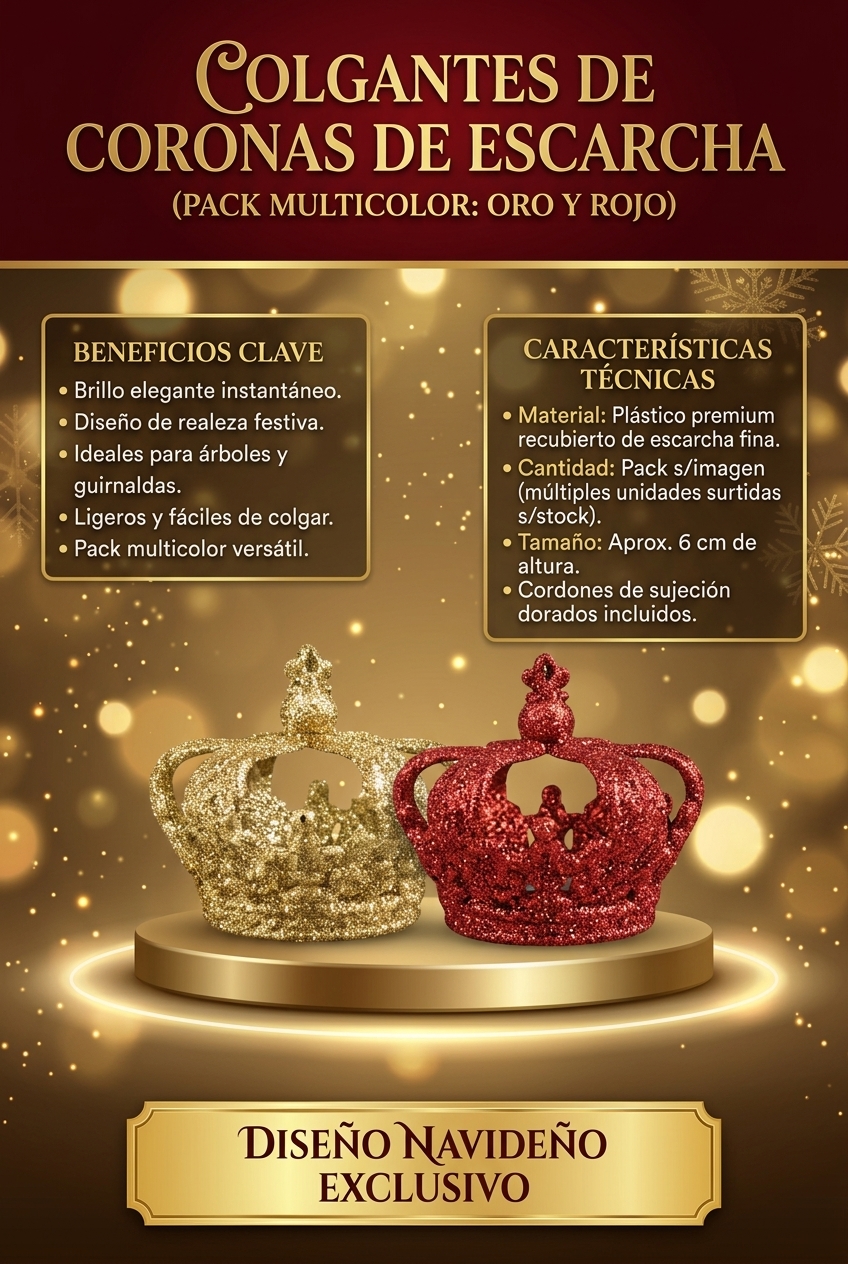 COLGANTES DE
CORONAS DE ESCARCHA
(PACK MULTICOLOR: ORO Y ROJO)
BENEFICIOS CLAVE
• Brillo elegante instantáneo.
• Diseño de realeza festiva.
• Ideales para árboles y
guirnaldas.
• Ligeros y fáciles de colgar.
• Pack multicolor versátil.
CARACTERÍSTICAS
TÉCNICAS
• Material: Plástico premium
recubierto de escarcha fina.
• Cantidad: Pack s/imagen
(múltiples unidades surtidas
s/stock).
• Tamaño: Aprox. 6 cm de
altura.
• Cordones de sujeción
dorados incluidos.
DISEÑO NAVIDEÑO
EXCLUSIVO